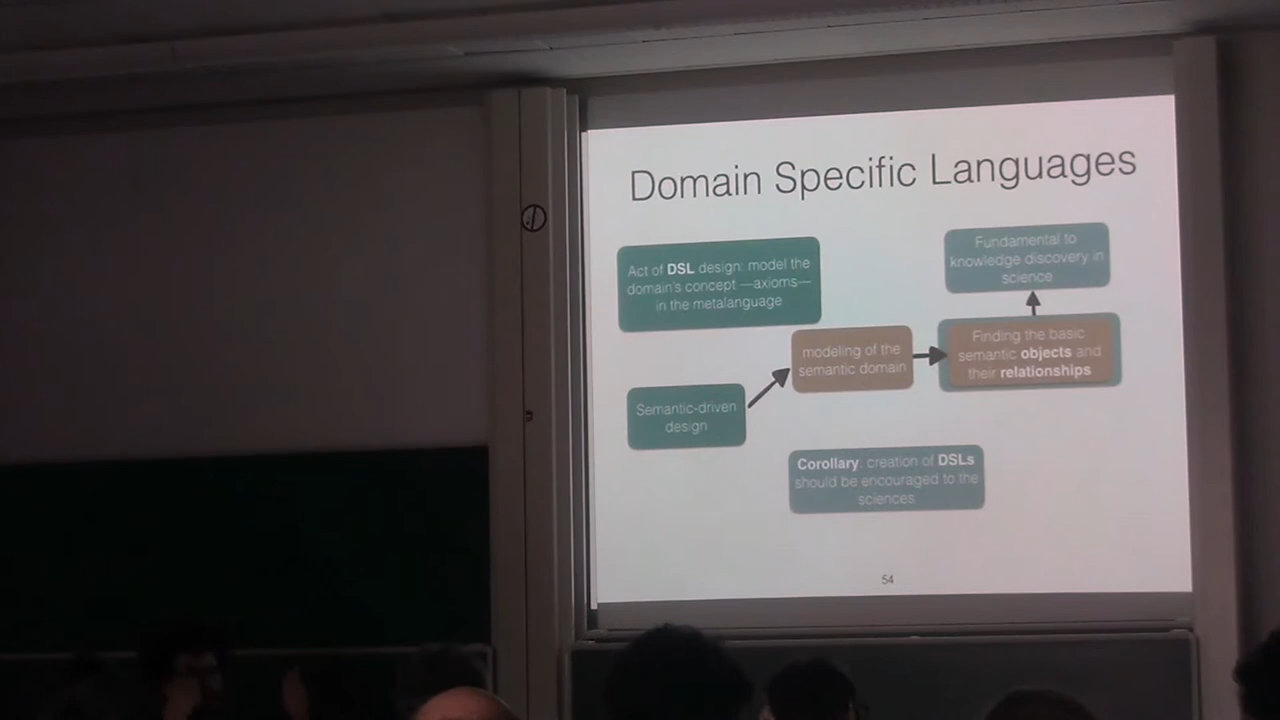 Domain Specific Languages
Act of DSL design: model the
domain's concept —axioms—
in the metalanguage
Fundamental to
knowledge discovery in
science
modeling of the
semantic domain
Finding the basic
semantic objects and
their relationships
Semantic-driven
design
Corollary: creation of DSLs
should be encouraged to the
sciences
54